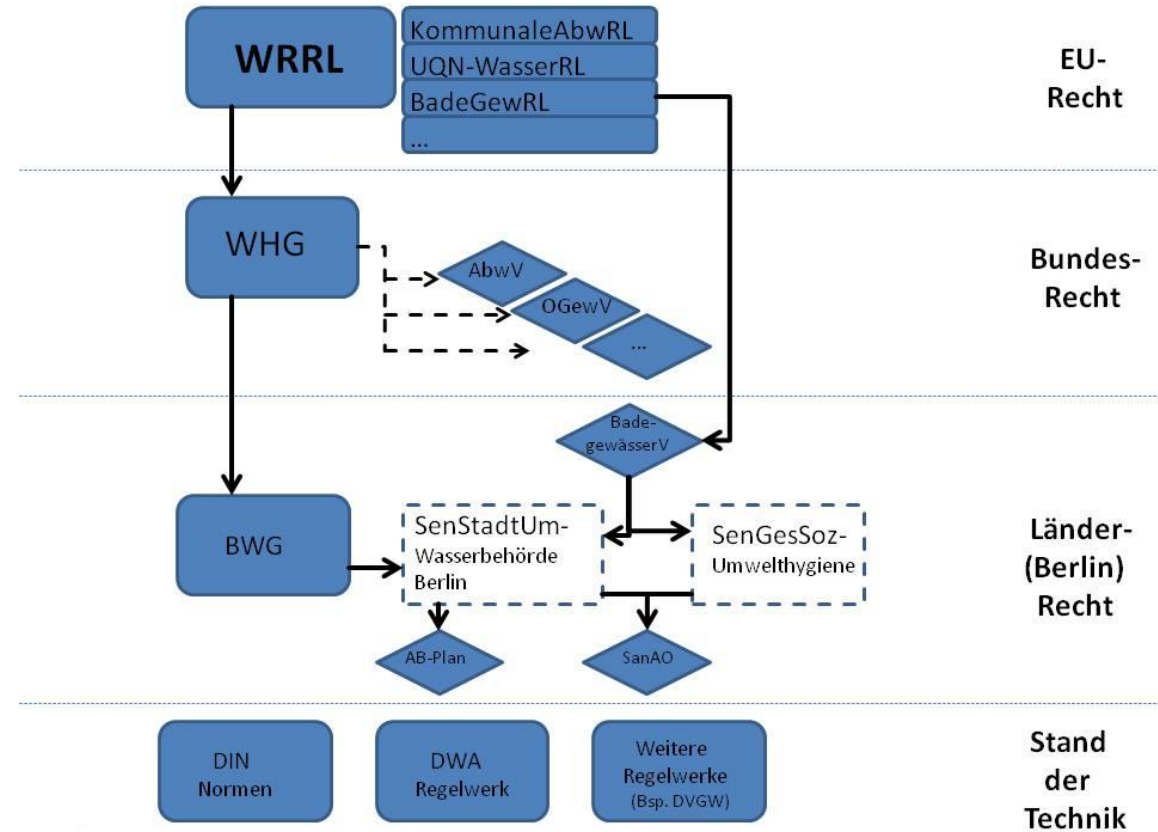 WRRL
KommunaleAbwRL
UQN-WasserRL
BadeGewRL
...
EU-
Recht
WHG
AbwV
OGewV
...
Bundes-
Recht
Bade-
gewässerV
BWG
SenStadtUm-
Wasserbehörde
Berlin
SenGesSoz-
Umwelthygiene
AB-Plan
SanAO
Länder-
(Berlin)
Recht
DIN
Normen
DWA
Regelwerk
Weitere
Regelwerke
(Bsp. DVGW)
Stand
der
Technik